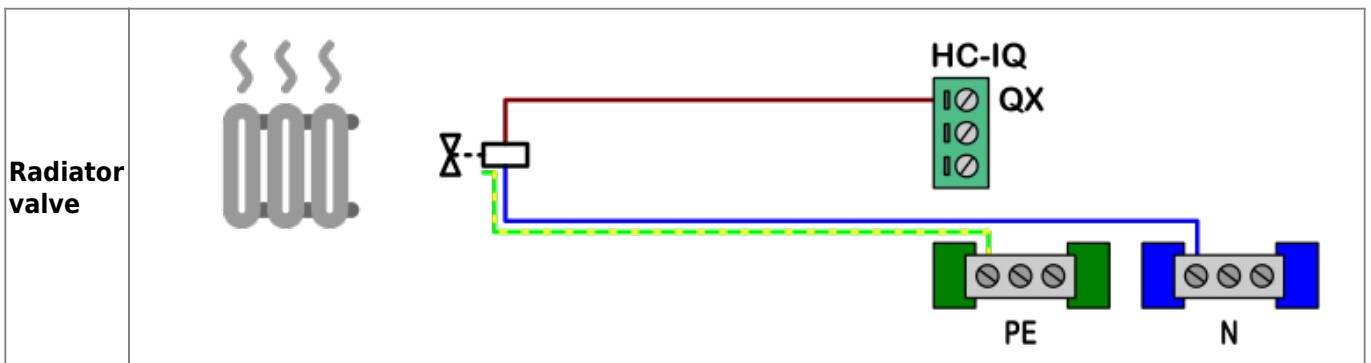 Radiator
valve
HC-IQ
QX
PE
N